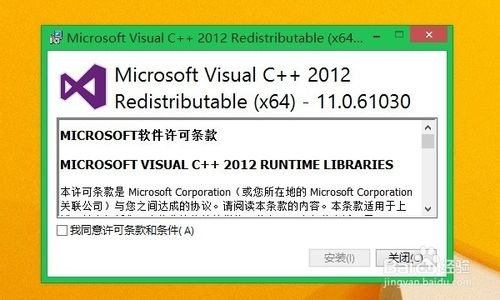 Microsoft Visual C++ 2012 Redistributable (x64...
Microsoft Visual C++ 2012
Redistributable (x64) - 11.0.61030
MICROSOFT软件许可条款
MICROSOFT VISUAL C++ 2012 RUNTIME LIBRARIES
本许可条款是 Microsoft Corporation（或您所在地的 Microsoft Corporation
关联公司）与您之间达成的协议。请阅读本条款的内容。本条款适用于上
我同意许可条款和条件(A)
安装(I)
关闭(C)
Baidu经验